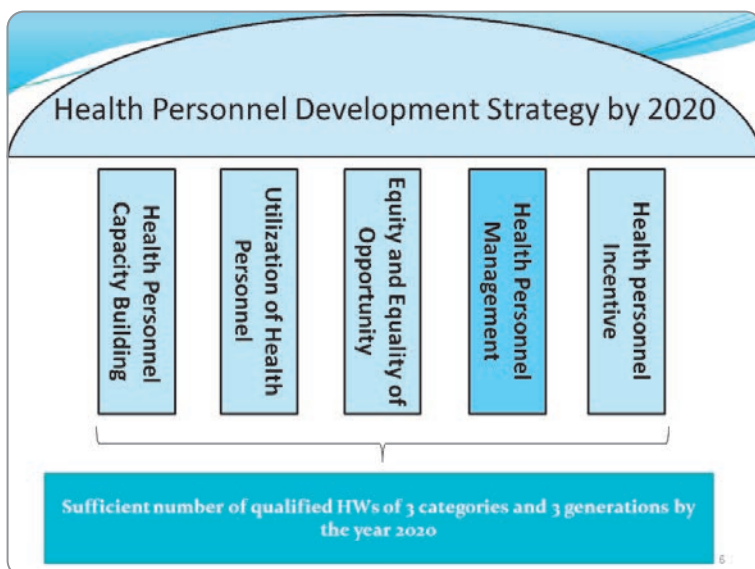 Health Personnel Development Strategy by 2020
Health Personnel
Capacity Building
Utilization of Health
Personnel
Equity and Equality of
Opportunity
Health Personnel
Management
Health personnel
Incentive
Sufficient number of qualified HWs of 3 categories and 3 generations by
the year 2020
6